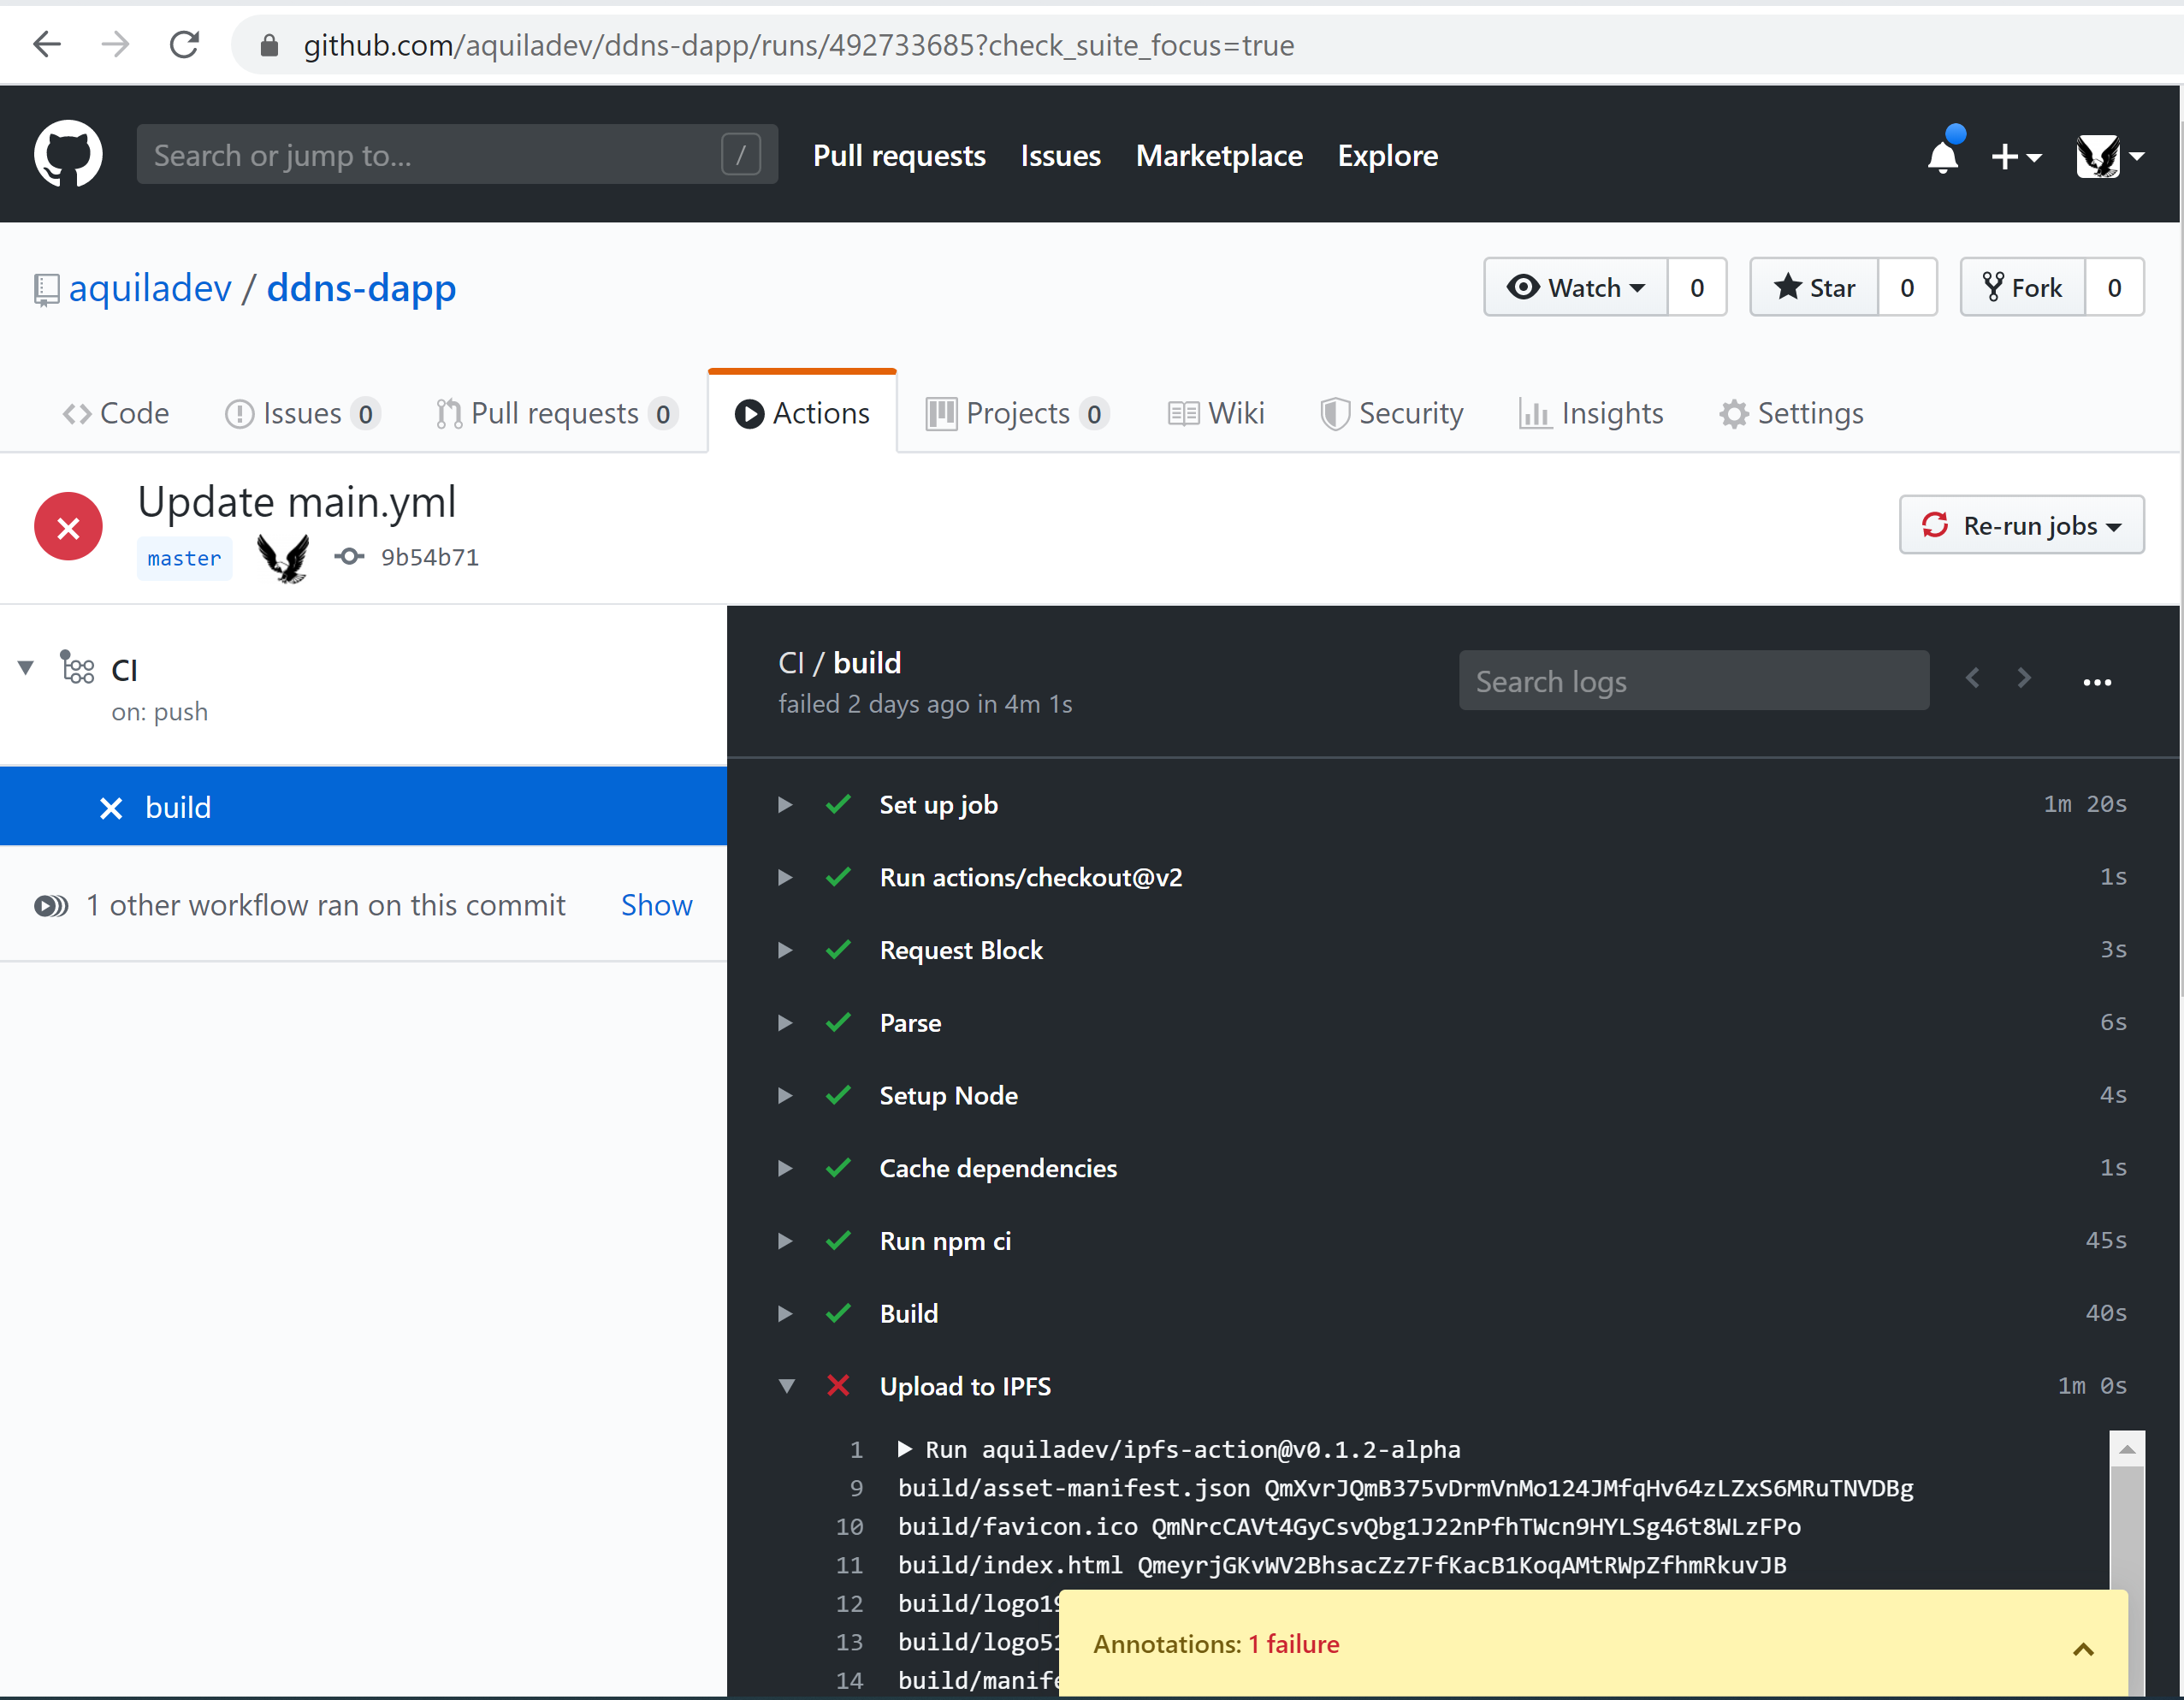 github.com/aquiladev/ddns-dapp/runs/492733685?check_suite_focus=true
Search or jump to... /
Pull requests Issues Marketplace Explore
aquiladev / ddns-dapp
Watch 0 Star 0 Fork 0
Code Issues 0 Pull requests 0 Actions Projects 0 Wiki Security Insights Settings
Update main.yml
master 9b54b71
Re-run jobs
CI
on: push
build
1 other workflow ran on this commit Show
CI / build
failed 2 days ago in 4m 1s
Search logs
Set up job 1m 20s
Run actions/checkout@v2 1s
Request Block 3s
Parse 6s
Setup Node 4s
Cache dependencies 1s
Run npm ci 45s
Build 40s
Upload to IPFS 1m 0s
1 Run aquiladev/ipfs-action@v0.1.2-alpha
9 build/asset-manifest.json QmXvrJQmB375vDrmVnMo124JMfqHv64zLZxS6MRuTNVDBg
10 build/favicon.ico QmNrcCAVt4GyCsvQbg1J22nPfhTWcn9HYLSg46t8WLzFPo
11 build/index.html QmeyrjGKvWV2BhsacZz7FfKacB1KoqAMtRWpZfhmRkuvJB
12 build/logo19
13 build/logo51
14 build/manife
Annotations: 1 failure